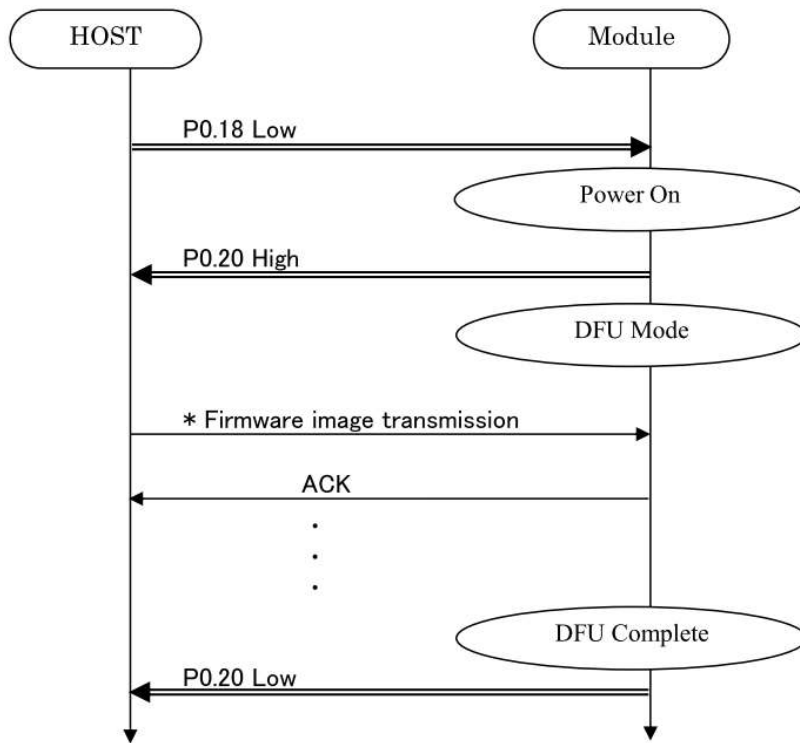 HOST
Module
P0.18 Low
Power On
P0.20 High
DFU Mode
* Firmware image transmission
ACK
DFU Complete
P0.20 Low